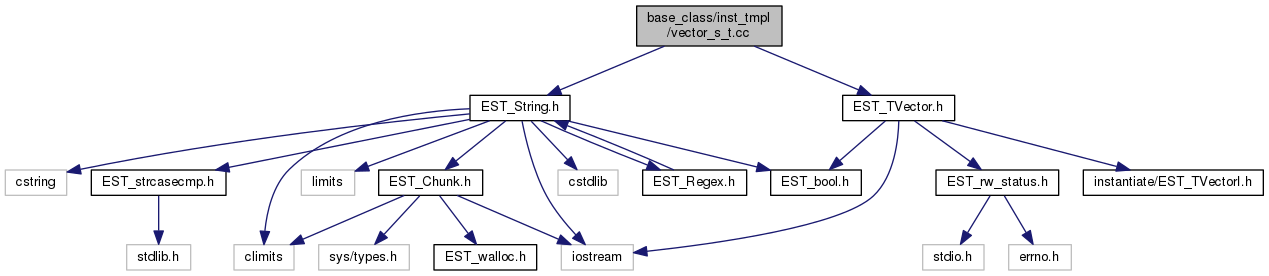 base_class/inst_tmpl
/vector_s_t.cc
EST_String.h
EST_TVector.h
cstring
EST_strcasecmp.h
limits
EST_Chunk.h
cstdlib
EST_Regex.h
EST_bool.h
EST_rw_status.h
instantiate/EST_TVectorI.h
stdlib.h
climits
sys/types.h
EST_walloc.h
iostream
stdio.h
errno.h